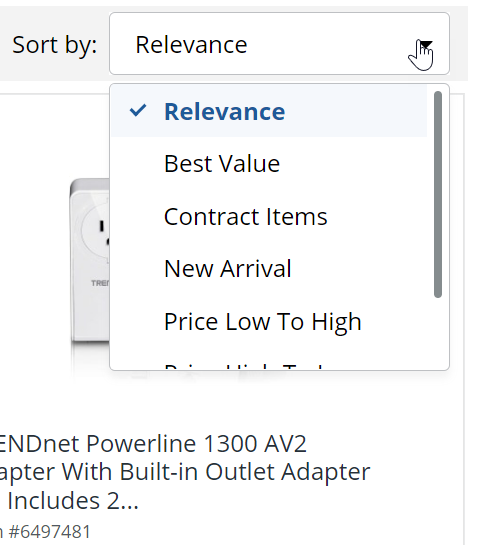 Sort by: Relevance
Relevance
Best Value
Contract Items
New Arrival
Price Low To High
TREN
ENDnet Powerline 1300 AV2
apter With Built-in Outlet Adapter
Includes 2...
#6497481